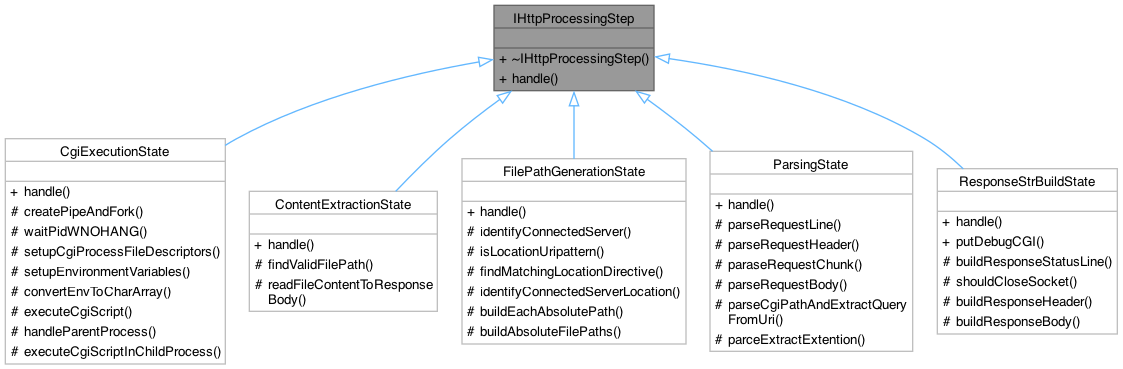 IHttpProcessingStep
+ ~IHttpProcessingStep()
+ handle()
CgiExecutionState
+ handle()
# createPipeAndFork()
# waitPidWNOHANG()
# setupCgiProcessFileDescriptors()
# setupEnvironmentVariables()
# convertEnvToCharArray()
# executeCgiScript()
# handleParentProcess()
# executeCgiScriptInChildProcess()
ContentExtractionState
+ handle()
# findValidFilePath()
# readFileContentToResponse
Body()
FilePathGenerationState
+ handle()
# identifyConnectedServer()
# isLocationUripattern()
# findMatchingLocationDirective()
# identifyConnectedServerLocation()
# buildEachAbsolutePath()
# buildAbsoluteFilePaths()
ParsingState
+ handle()
# parseRequestLine()
# parseRequestHeader()
# paraseRequestChunk()
# parseRequestBody()
# parseCgiPathAndExtractQuery
FromUri()
# parceExtractExtention()
ResponseStrBuildState
+ handle()
+ putDebugCGI()
# buildResponseStatusLine()
# shouldCloseSocket()
# buildResponseHeader()
# buildResponseBody()